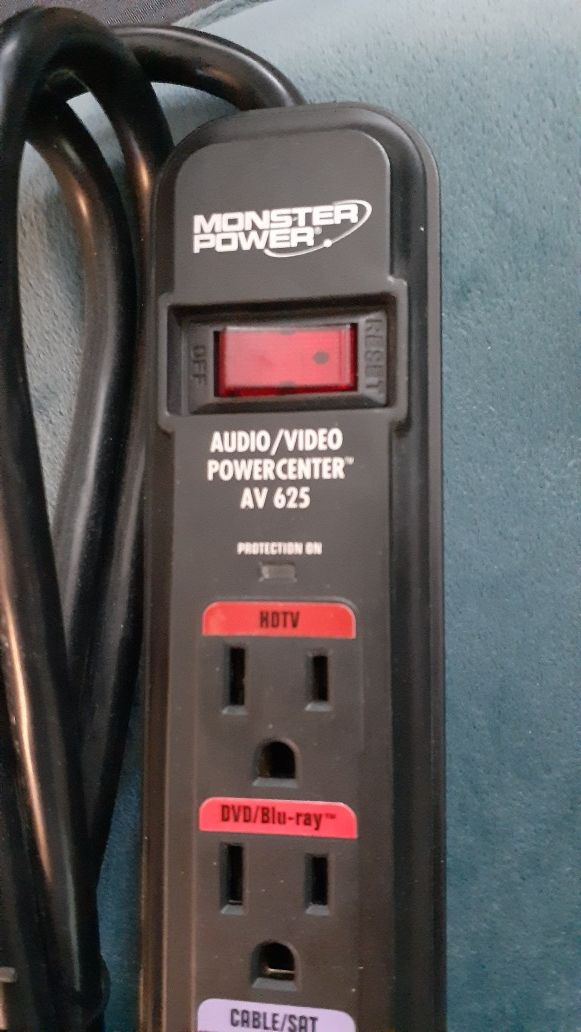 MONSTER
POWER®
OFF
RESET
AUDIO/VIDEO
POWERCENTER™
AV 625
PROTECTION ON
HDTV
DVD/Blu-ray™
CABLE/SAT